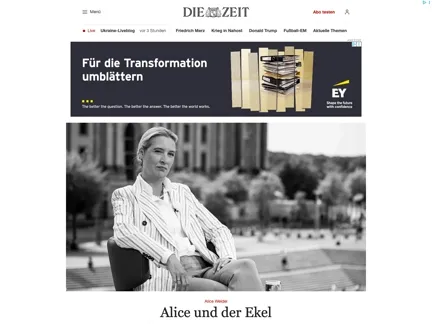 Menü
DIE ZEIT
Abo testen
Live
Ukraine-Liveblog
vor 3 Stunden
Friedrich Merz
Krieg in Nahost
Donald Trump
Fußball-EM
Aktuelle Themen
Für die Transformation
umblättern
The better the question. The better the answer. The better the world works.
EY
Shape the future
with confidence
Alice Weidel
Alice und der Ekel